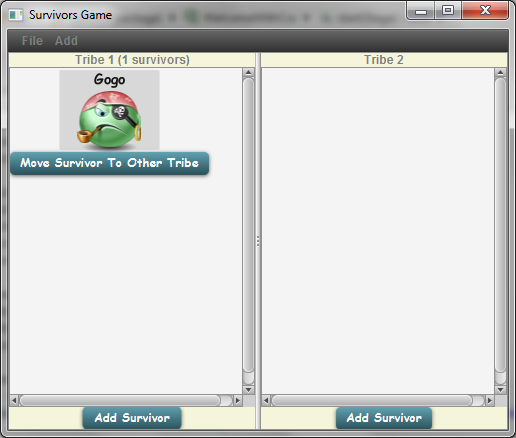 Survivors Game
File Add
Tribe 1 (1 survivors)
Tribe 2
Gogo
Move Survivor To Other Tribe
Add Survivor
Add Survivor